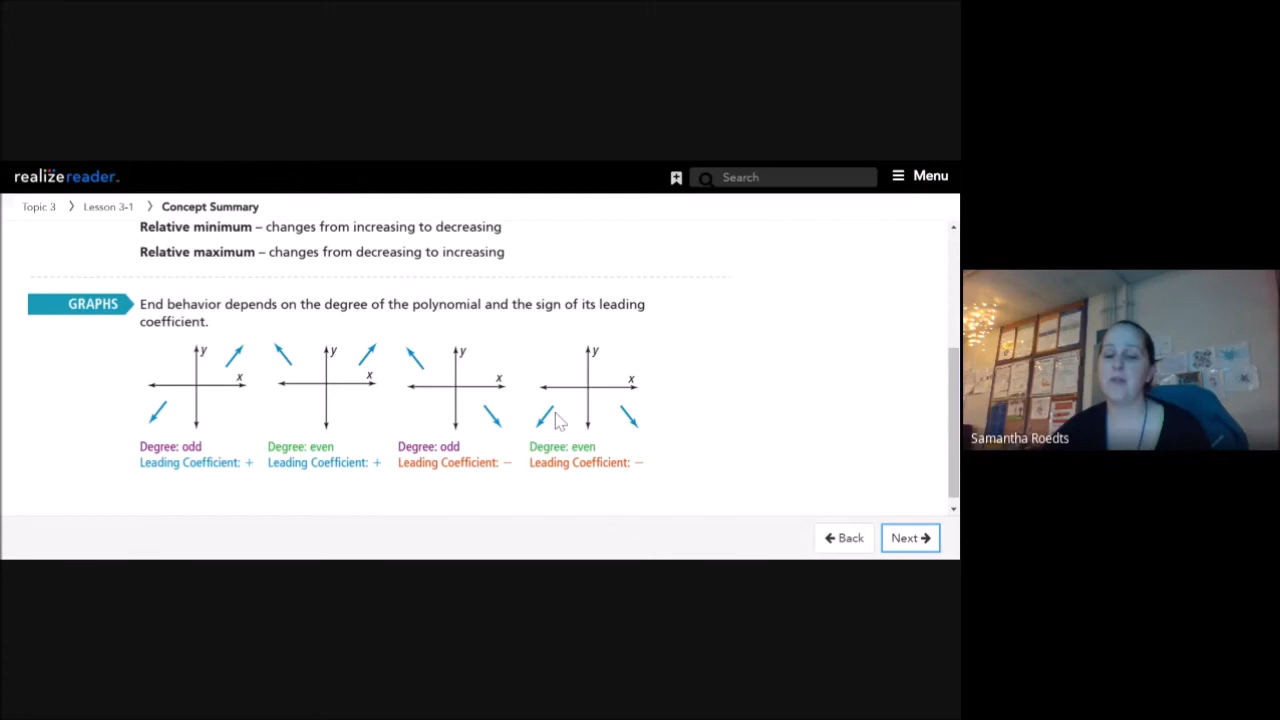 realize reader.
Search
Menu
Topic 3 > Lesson 3-1 > Concept Summary
Relative minimum – changes from increasing to decreasing
Relative maximum – changes from decreasing to increasing
GRAPHS
End behavior depends on the degree of the polynomial and the sign of its leading
coefficient.
y
x
y
x
y
x
y
x
Degree: odd
Leading Coefficient: +
Degree: even
Leading Coefficient: +
Degree: odd
Leading Coefficient: −
Degree: even
Leading Coefficient: −
Samantha Roedts
Back
Next